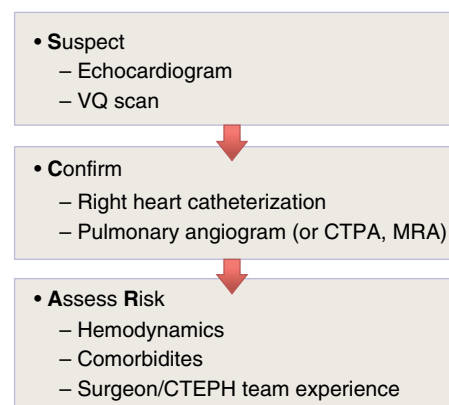 • Suspect
– Echocardiogram
– VQ scan
• Confirm
– Right heart catheterization
– Pulmonary angiogram (or CTPA, MRA)
• Assess Risk
– Hemodynamics
– Comorbidites
– Surgeon/CTEPH team experience